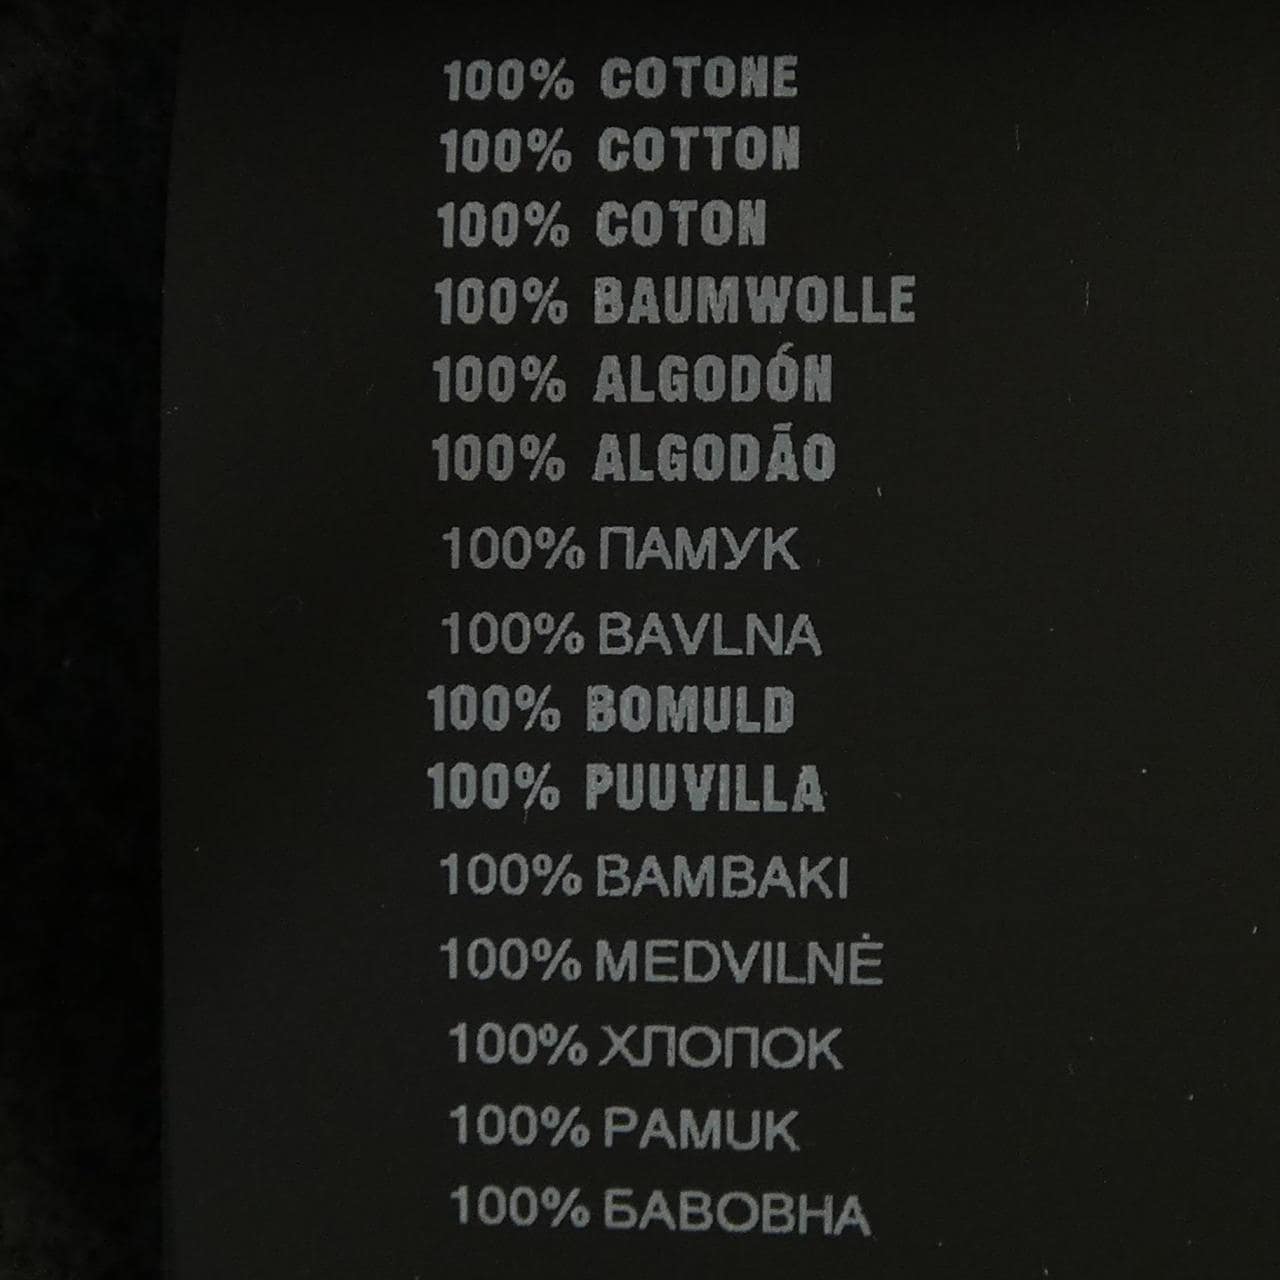 100% COTONE
100% COTTON
100% COTON
100% BAUMWOLLE
100% ALGODÓN
100% ALGODÃO
100% ПАМУК
100% BAVLNA
100% BOMULD
100% PUUVILLA
100% ΒΑΜΒΑΚΙ
100% MEDVILNĖ
100% ХЛОПОК
100% PAMUK
100% БАВОВНА